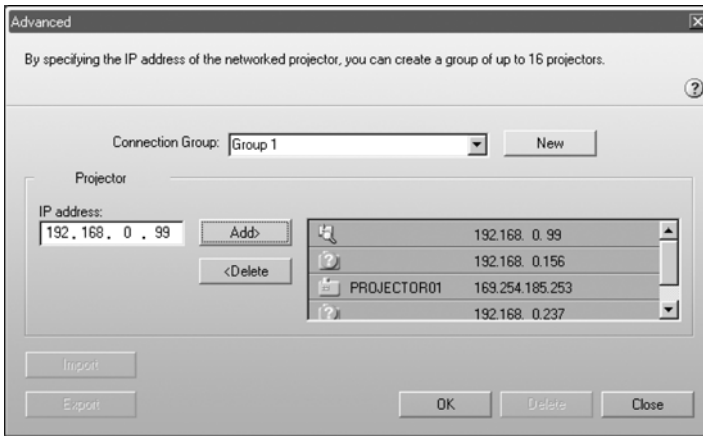 Advanced
By specifying the IP address of the networked projector, you can create a group of up to 16 projectors.
Connection Group: Group 1 New
Projector
IP address:
192.168. 0 . 99
Add>
<Delete
192.168. 0. 99
192.168. 0.156
PROJECTOR01 169.254.185.253
192.168. 0.237
Import
Export
OK Delete Close